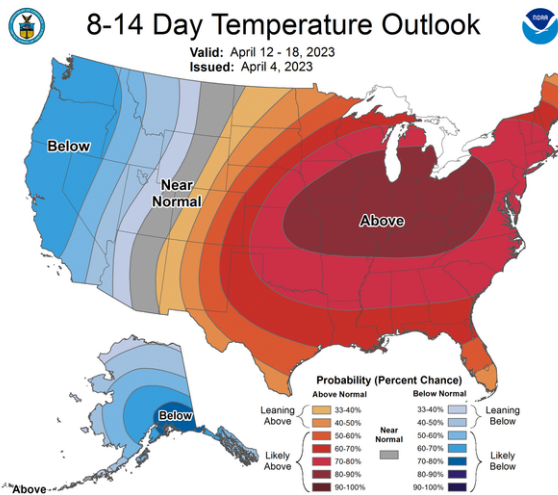 8-14 Day Temperature Outlook
Valid: April 12 - 18, 2023
Issued: April 4, 2023
NOAA
Below
Near
Normal
Above
Below
Above
Probability (Percent Chance)
Above Normal
Below Normal
Leaning
Above
33-40%
40-50%
Likely
Above
50-60%
60-70%
70-80%
80-90%
90-100%
Near
Normal
33-40%
40-50%
Leaning
Below
50-60%
60-70%
70-80%
80-90%
90-100%
Likely
Below